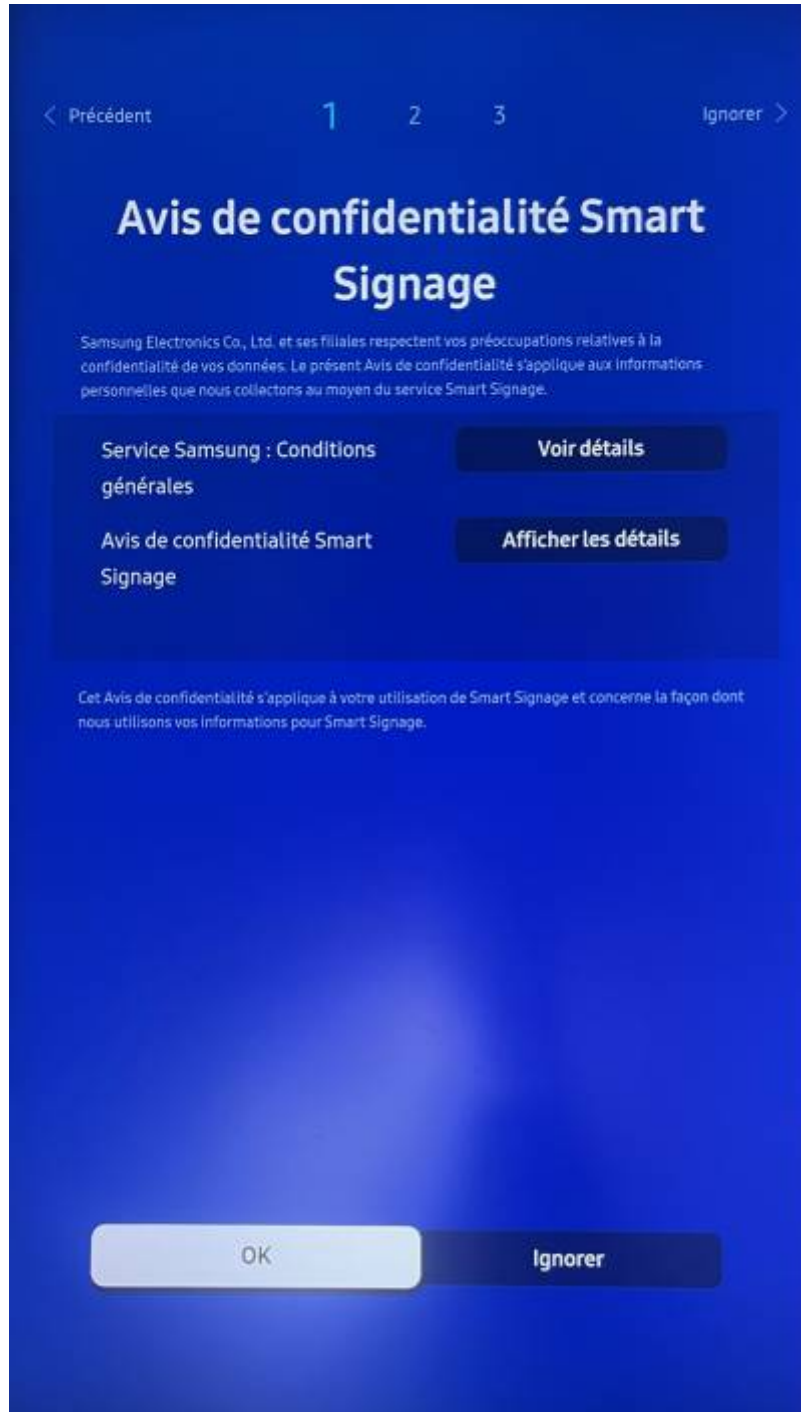 < Précédent 1 2 3 Ignorer >
Avis de confidentialité Smart
Signage
Samsung Electronics Co., Ltd. et ses filiales respectent vos préoccupations relatives à la
confidentialité de vos données. Le présent Avis de confidentialité s'applique aux informations
personnelles que nous collectons au moyen du service Smart Signage.
Service Samsung : Conditions
générales
Voir détails
Avis de confidentialité Smart
Signage
Afficher les détails
Cet Avis de confidentialité s'applique à votre utilisation de Smart Signage et concerne la façon dont
nous utilisons vos informations pour Smart Signage.
OK Ignorer